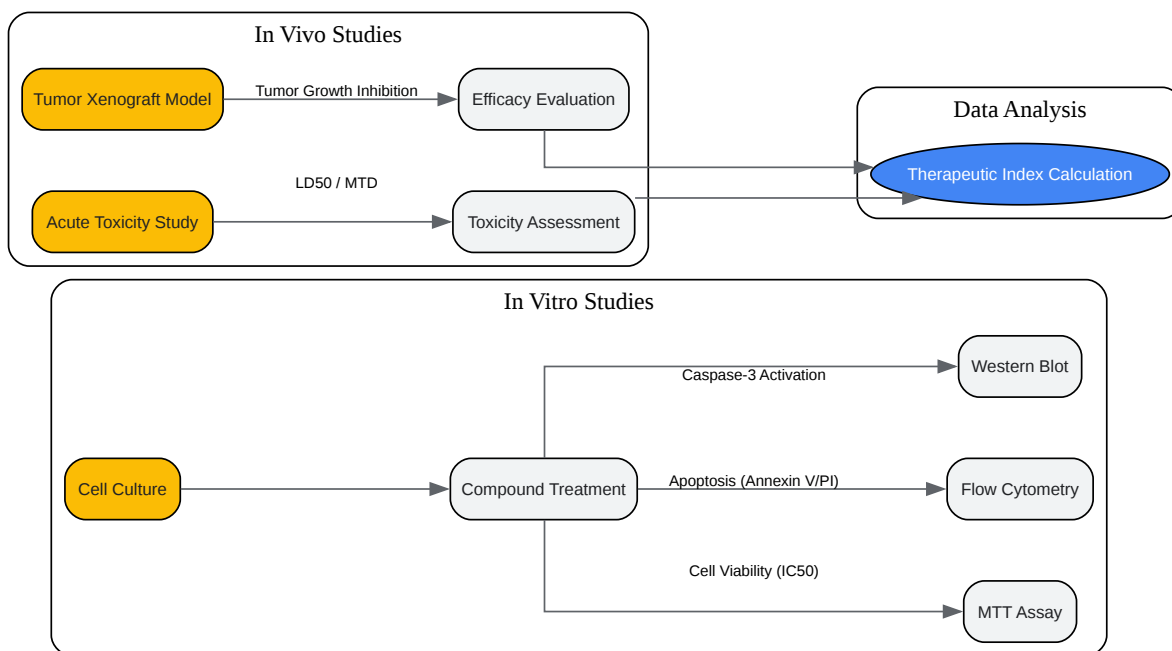 In Vivo Studies
Tumor Xenograft Model
Tumor Growth Inhibition
Efficacy Evaluation
LD50 / MTD
Acute Toxicity Study
Toxicity Assessment
Data Analysis
Therapeutic Index Calculation
In Vitro Studies
Western Blot
Caspase-3 Activation
Cell Culture
Compound Treatment
Apoptosis (Annexin V/PI)
Flow Cytometry
Cell Viability (IC50)
MTT Assay